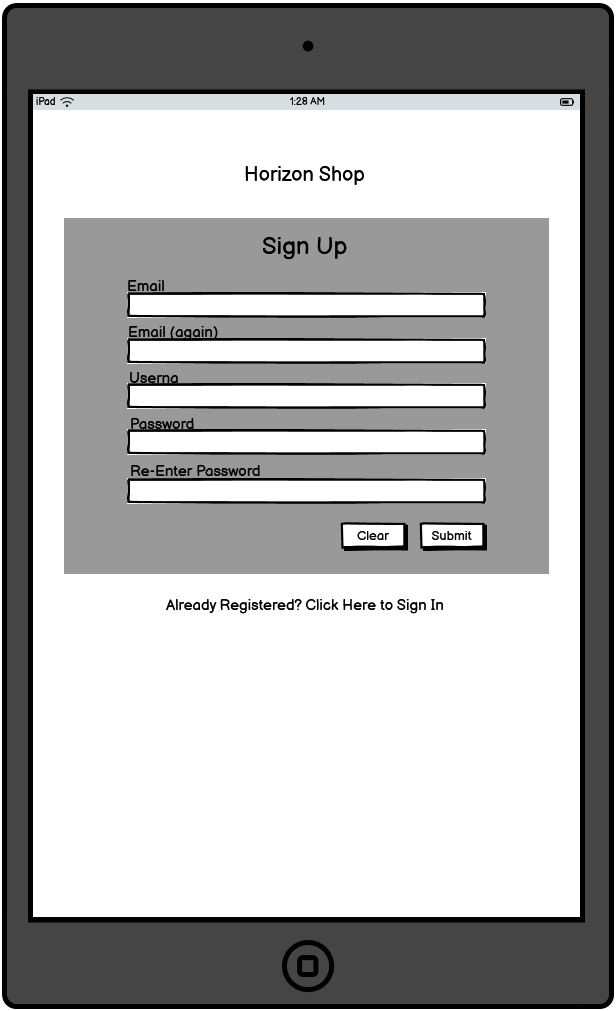 iPad 1:28 AM
Horizon Shop
Sign Up
Email
Email (again)
Userna
Password
Re-Enter Password
Clear Submit
Already Registered? Click Here to Sign In